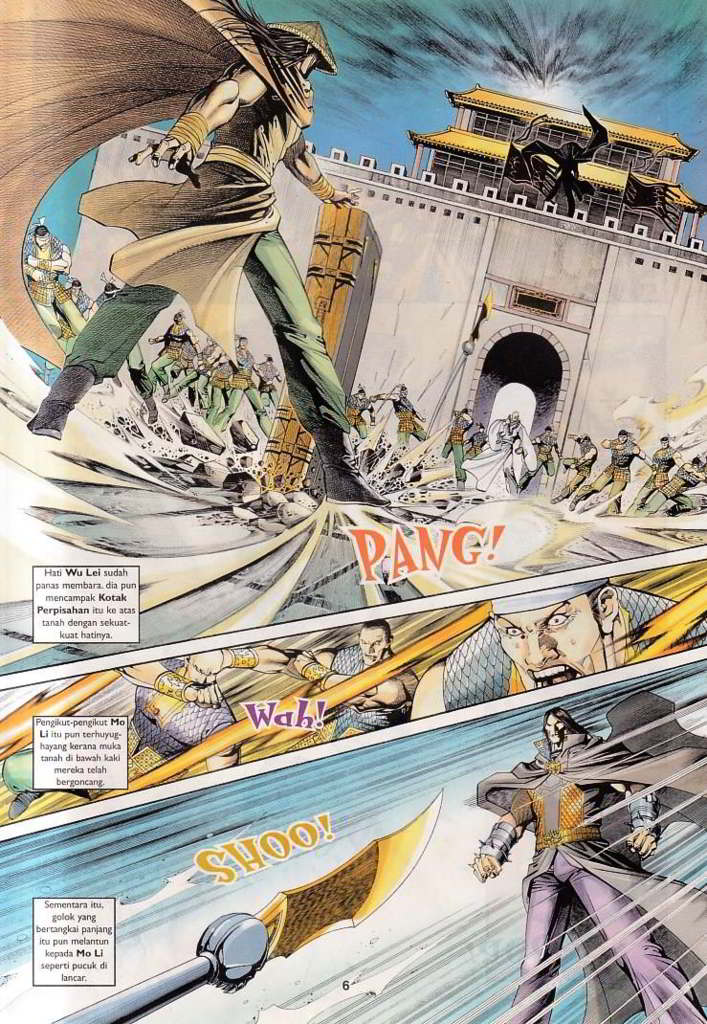 PANG!
Hati Wu Lei sudah
panas membara, dia pun
mencampak Kotak
Perpisahan itu ke atas
tanah dengan sekuat-
kuat hatinya.
Wah!
Pengikut-pengikut Mo
Li itu pun terhuyug-
hayang kerana muka
tanah di bawah kaki
mereka telah
bergoncang.
SHOO!
Sementara itu,
golok yang
bertangkai panjang
itu pun melantun
kepada Mo Li
seperti pucuk di
lancar.
6